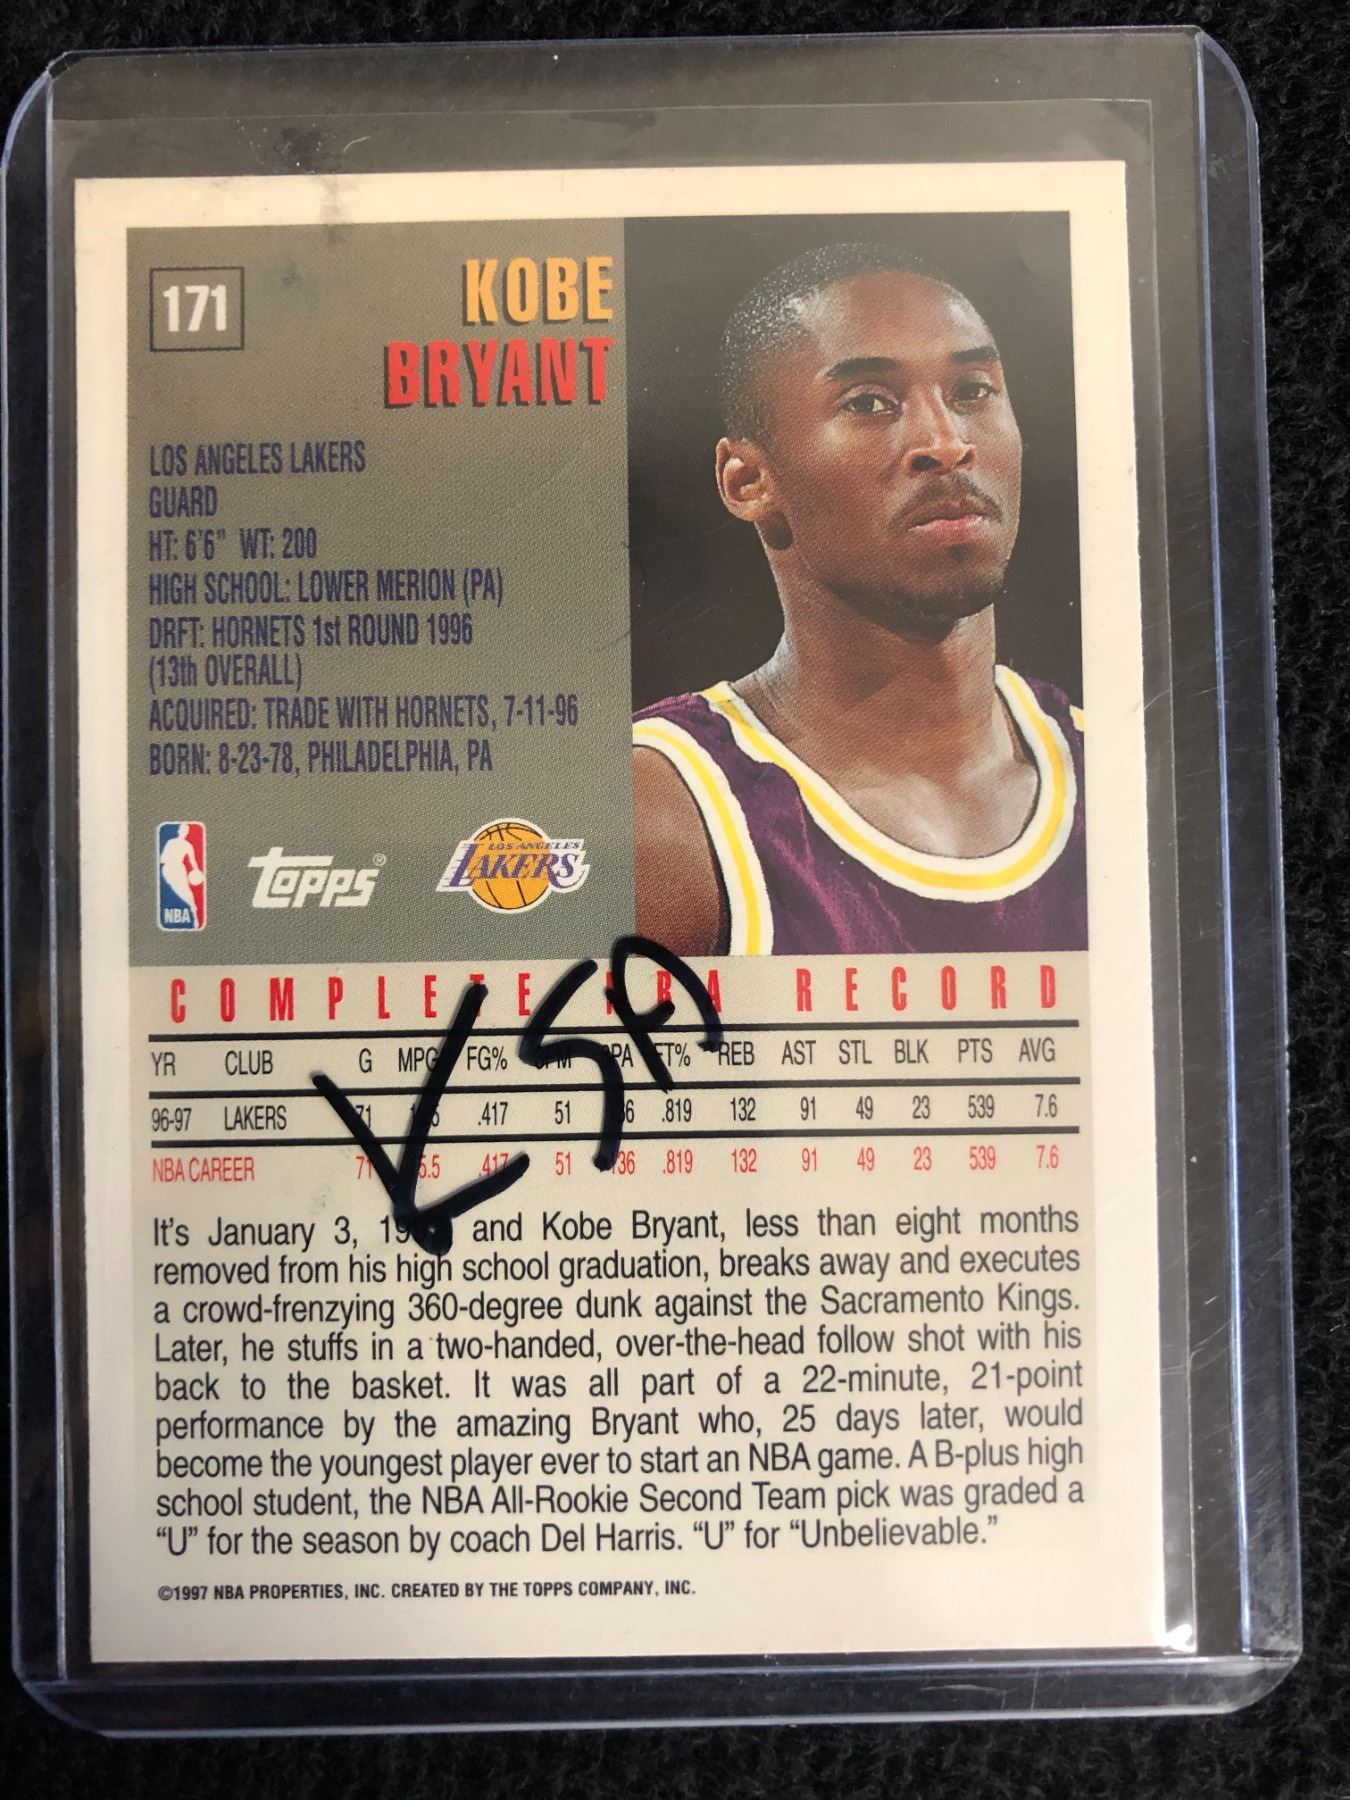 171
KOBE
BRYANT
LOS ANGELES LAKERS
GUARD
HT: 6'6" WT: 200
HIGH SCHOOL: LOWER MERION (PA)
DRFT: HORNETS 1st ROUND 1996
(13th OVERALL)
ACQUIRED: TRADE WITH HORNETS, 7-11-96
BORN: 8-23-78, PHILADELPHIA, PA
NBA
Topps®
LOS ANGELES
LAKERS
COMPLETE NBA RECORD
YR CLUB G MPG FG% REB AST STL BLK PTS AVG
96-97 LAKERS 71 .417 51 .819 132 91 49 23 539 7.6
NBA CAREER 71 .417 51 136 .819 132 91 49 23 539 7.6
It's January 3, and Kobe Bryant, less than eight months
removed from his high school graduation, breaks away and executes
a crowd-frenzying 360-degree dunk against the Sacramento Kings.
Later, he stuffs in a two-handed, over-the-head follow shot with his
back to the basket. It was all part of a 22-minute, 21-point
performance by the amazing Bryant who, 25 days later, would
become the youngest player ever to start an NBA game. A B-plus high
school student, the NBA All-Rookie Second Team pick was graded a
“U” for the season by coach Del Harris. “U” for “Unbelievable.”
©1997 NBA PROPERTIES, INC. CREATED BY THE TOPPS COMPANY, INC.